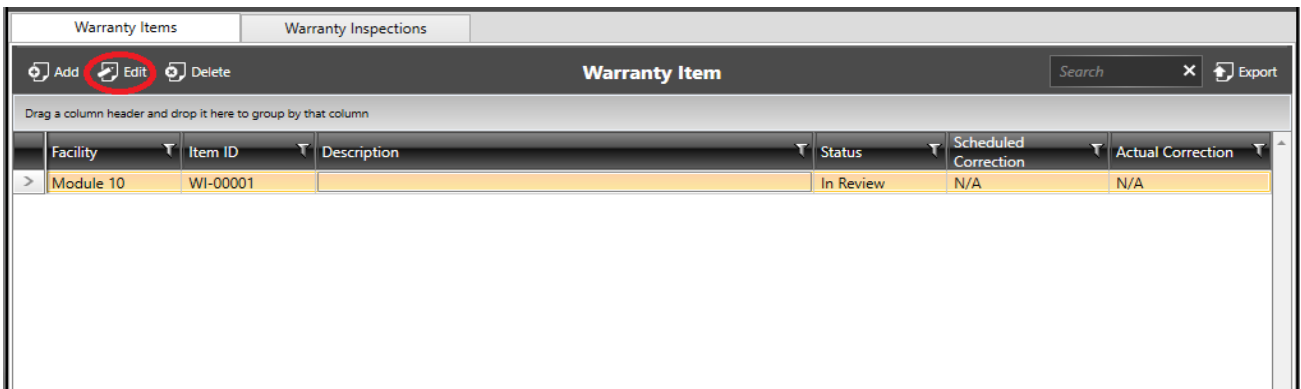 Warranty Items Warranty Inspections
Add Edit Delete Warranty Item Search Export
Drag a column header and drop it here to group by that column
Facility Item ID Description Status Scheduled Correction Actual Correction
Module 10 WI-00001 In Review N/A N/A